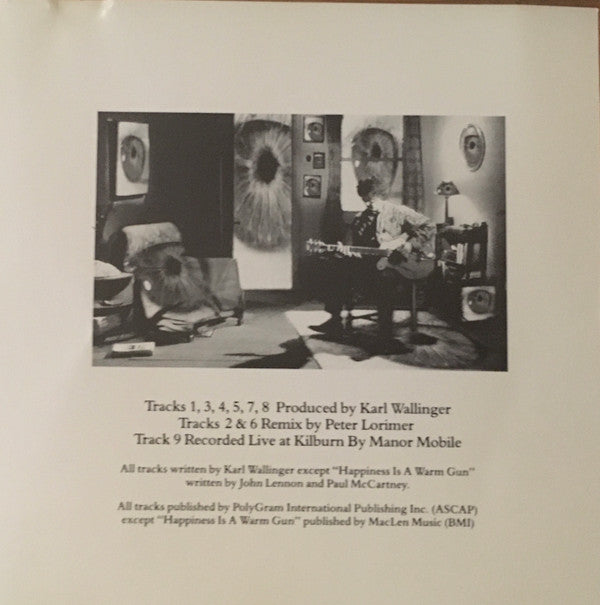 Tracks 1, 3, 4, 5, 7, 8 Produced by Karl Wallinger
Tracks 2 & 6 Remix by Peter Lorimer
Track 9 Recorded Live at Kilburn By Manor Mobile
All tracks written by Karl Wallinger except "Happiness Is A Warm Gun"
written by John Lennon and Paul McCartney.
All tracks published by PolyGram International Publishing Inc. (ASCAP)
except "Happiness Is A Warm Gun" published by MacLen Music (BMI)